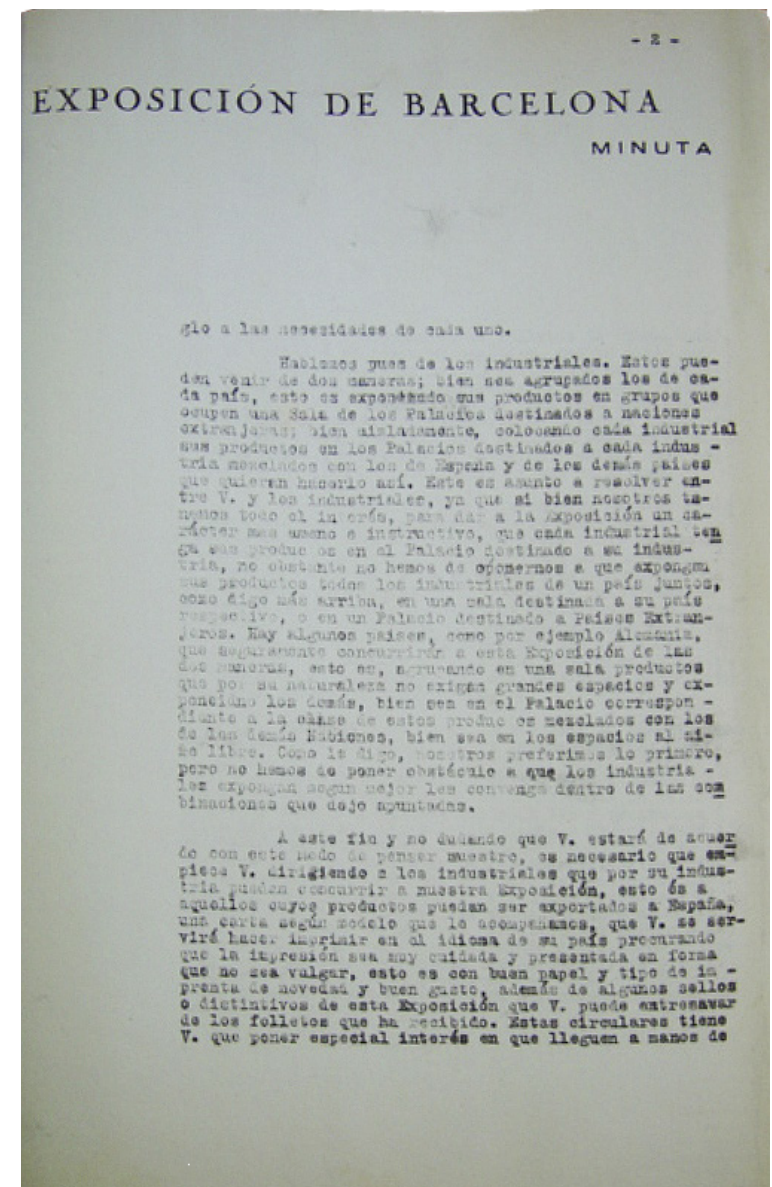 - 2 -
EXPOSICIÓN DE BARCELONA
MINUTA
glo a las necesidades de cada uno.
Hablemos pues de los industriales. Estos pue-
den venir de dos maneras; bien sea agrupados los de ca-
da país, esto es exponiendo sus productos en grupos que
ocupen una Sala de los Palacios destinados a naciones
extranjeras; bien aisladamente, colocando cada industrial
sus productos en los Palacios destinados a cada indus -
tria mezclados con los de España y de los demás países
que quieran hacerlo así. Este es asunto a resolver en-
tre V. y los industriales, ya que si bien nosotros te-
nemos todo el interés, para dar a la Exposición un ca-
rácter mas ameno e instructivo, que cada industrial ten
ga sus produc os en el Palacio destinado a su indus-
tria, no obstante no hemos de oponernos a que expongan
sus productos todos los industriales de un país juntos,
como digo más arriba, en una sala destinada a su país
respectivo, o en un Palacio destinado a Países Extran-
jeros. Hay algunos países, como por ejemplo Alemania,
que seguramente concurrirán a esta Exposición de las
dos maneras, esto es, agrupando en una sala productos
que por su naturaleza no exigan grandes espacios y ex-
poniendo los demás, bien sea en el Palacio correspon -
diente a la clase de estos produc os mezclados con los
de las demás Naciones, bien sea en los espacios al ai-
re libre. Como le digo, nosotros preferimos lo primero,
pero no hemos de poner obstáculo a que los industria -
les expongan segun mejor les convenga dentro de las com
binaciones que dejo apuntadas.
A este fin y no dudando que V. estará de acuer
do con este modo de pensar nuestro, es necesario que em-
piece V. dirigiendo a los industriales que por su indus-
tria pueden concurrir a nuestra Exposición, esto és a
aquellos cuyos productos puedan ser exportados a España,
una carta según modelo que le acompañamos, que V. se ser-
virá hacer imprimir en el idioma de su país procurando
que la impresión sea muy cuidada y presentada en forma
que no sea vulgar, esto es con buen papel y tipo de im -
prenta de novedad y buen gusto, además de algunos sellos
o distintivos de esta Exposición que V. puede entresavar
de los folletos que ha recibido. Estas circulares tiene
V. que poner especial interés en que lleguen a manos de